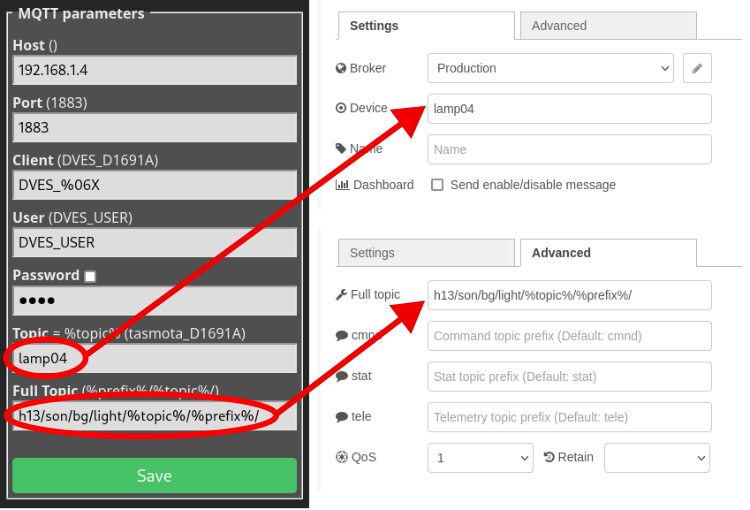 MQTT parameters
Host ()
192.168.1.4
Port (1883)
1883
Client (DVES_D1691A)
DVES_%06X
User (DVES_USER)
DVES_USER
Password
••••
Topic = %topic% (tasmota_D1691A)
lamp04
Full Topic (%prefix%/%topic%/)
h13/son/bg/light/%topic%/%prefix%/
Save
Settings
Advanced
Broker
Production
Device
lamp04
Name
Name
Dashboard
Send enable/disable message
Settings
Advanced
Full topic
h13/son/bg/light/%topic%/%prefix%/
cmnd
Command topic prefix (Default: cmnd)
stat
Stat topic prefix (Default: stat)
tele
Telemetry topic prefix (Default: tele)
QoS
1
Retain